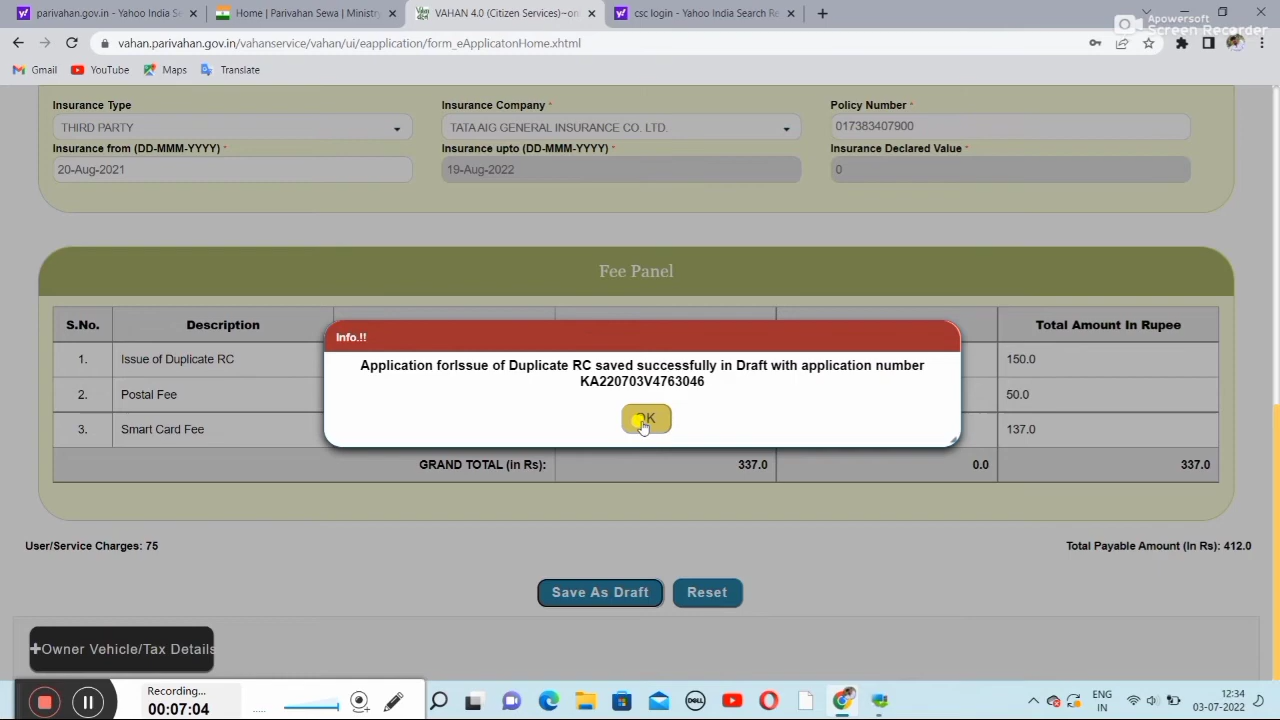 parivahan.gov.in - Yahoo India Se
Home | Parivahan Sewa | Ministry
VAHAN 4.0 (Citizen Services)~on
csc login - Yahoo India Search Re
Apowersoft
Screen Recorder
vahan.parivahan.gov.in/vahanservice/vahan/ui/eapplication/form_eApplicatonHome.xhtml
Gmail
YouTube
Maps
Translate
Insurance Type
Insurance Company *
Policy Number *
THIRD PARTY
TATA AIG GENERAL INSURANCE CO. LTD.
017383407900
Insurance from (DD-MMM-YYYY) *
Insurance upto (DD-MMM-YYYY) *
Insurance Declared Value *
20-Aug-2021
19-Aug-2022
0
Fee Panel
S.No.
Description
Total Amount In Rupee
Info.!!
Application forIssue of Duplicate RC saved successfully in Draft with application number
KA220703V4763046
OK
1.
Issue of Duplicate RC
150.0
2.
Postal Fee
50.0
3.
Smart Card Fee
137.0
GRAND TOTAL (in Rs):
337.0
0.0
337.0
User/Service Charges: 75
Total Payable Amount (In Rs): 412.0
Save As Draft
Reset
+Owner Vehicle/Tax Details
Recording...
00:07:04
DELL
ENG
IN
12:34
03-07-2022